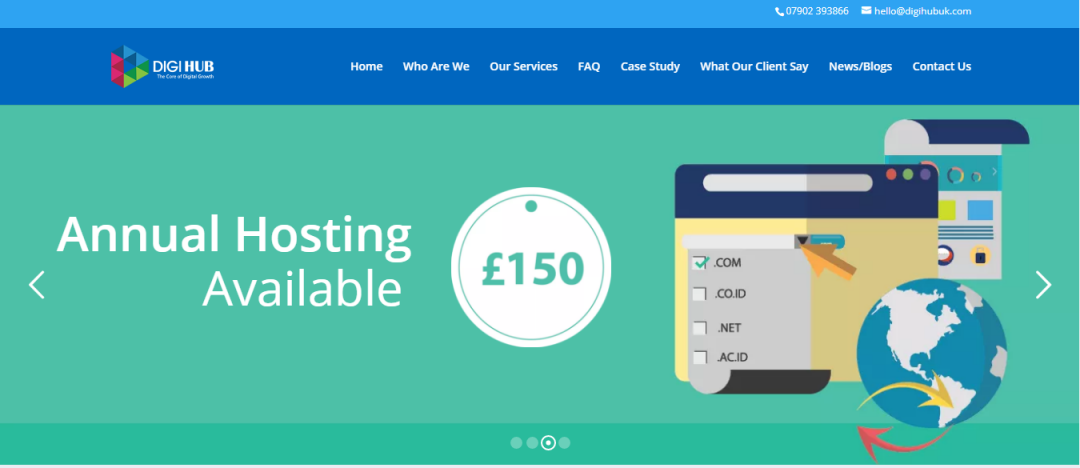 07902 393866 hello@digihubuk.com
DIGI HUB
The Core of Digital Growth
Home Who Are We Our Services FAQ Case Study What Our Client Say News/Blogs Contact Us
Annual Hosting
Available
£150
.COM
.CO.ID
.NET
.AC.ID